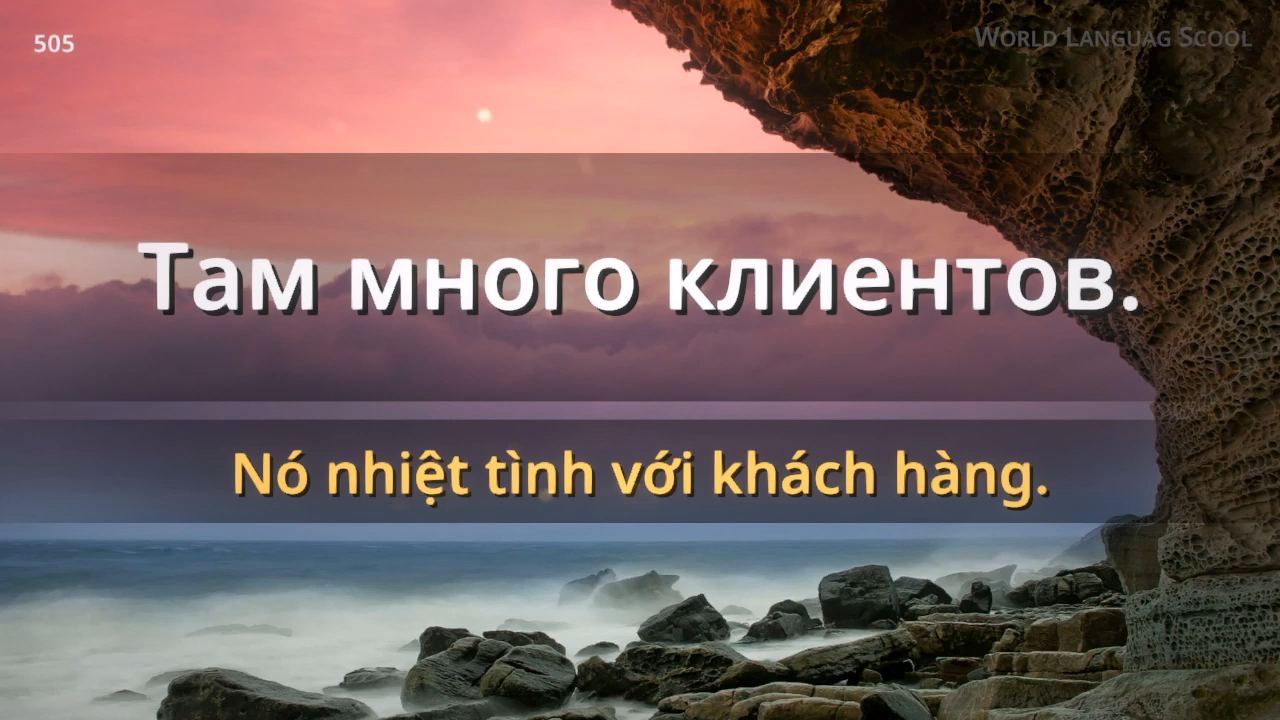 505
World Languag Scool
Там много клиентов.
Nó nhiệt tình với khách hàng.